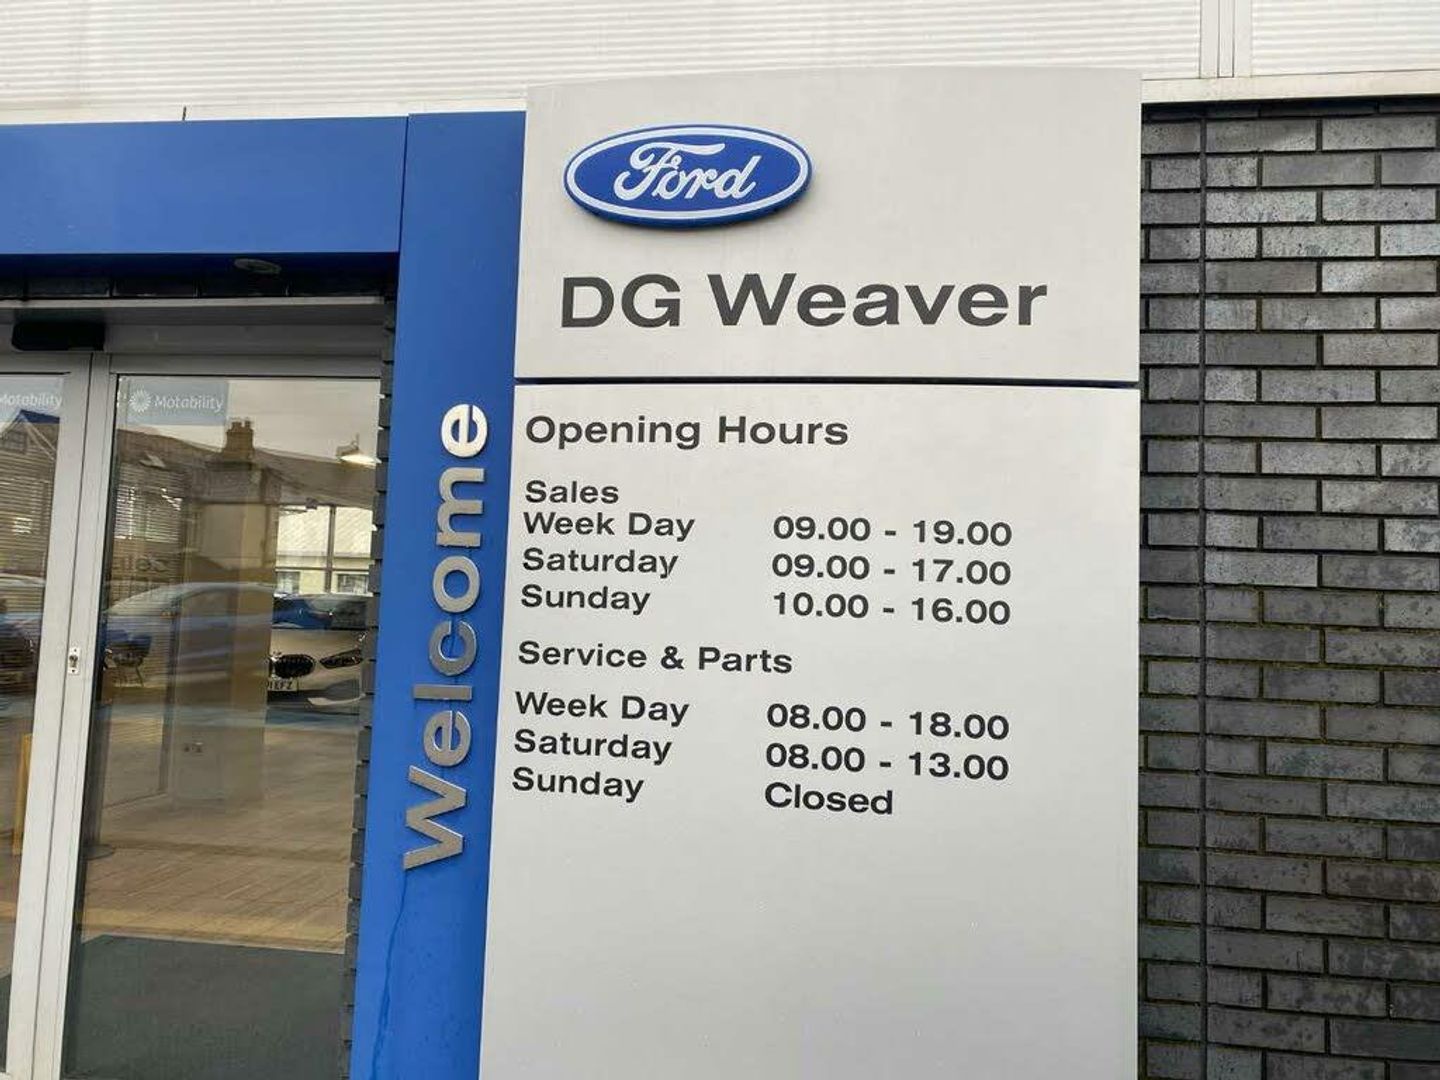 Ford
DG Weaver
Welcome
Opening Hours
Sales
Week Day 09.00 - 19.00
Saturday 09.00 - 17.00
Sunday 10.00 - 16.00
Service & Parts
Week Day 08.00 - 18.00
Saturday 08.00 - 13.00
Sunday Closed
Motability
Motability